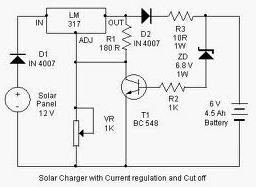 LM
317
IN
OUT
ADJ
R1
180 R
D2
IN 4007
R3
10R
1W
ZD
6.8 V
1W
D1
IN 4007
Solar
Panel
12 V
VR
1K
R2
1K
T1
BC 548
6 V
4.5 Ah
Battery
Solar Charger with Current regulation and Cut off